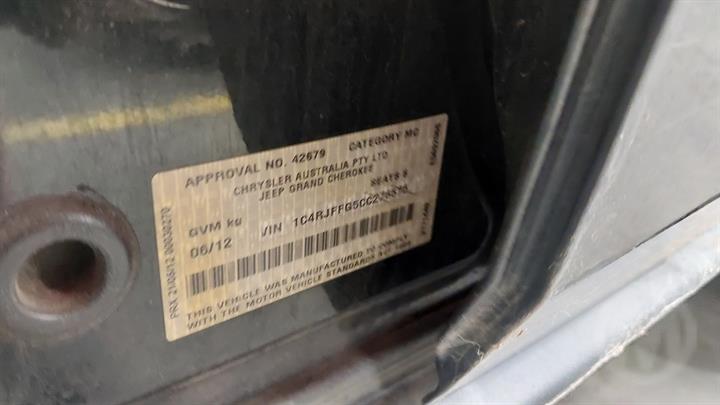 APPROVAL NO. 42679 CATEGORY MC
CHRYSLER AUSTRALIA PTY LTD
JEEP GRAND CHEROKEE
GVM kg SEATS 5
06/12 VIN
THIS VEHICLE WAS MANUFACTURED TO COMPLY
WITH THE MOTOR VEHICLE STANDARDS ACT 1989